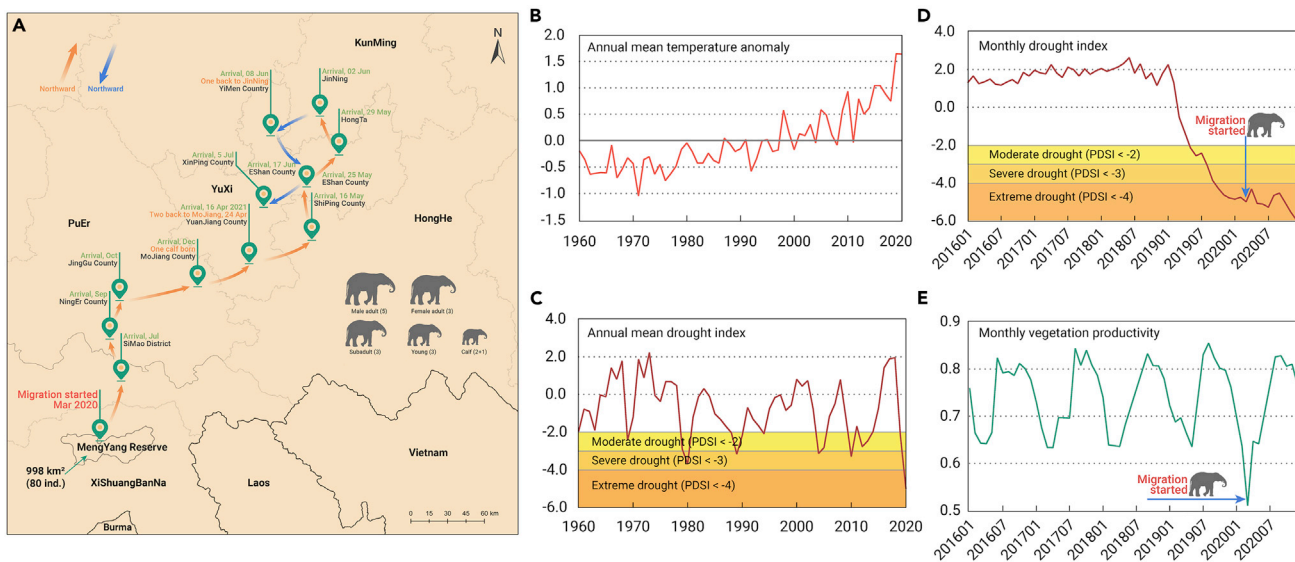 A
KunMing
N
Northward
Northward
Arrival, 08 Jun
One back to JinNing
YiMen Country
Arrival, 02 Jun
JinNing
Arrival, 29 May
HongTa
Arrival, 5 Jul
XinPing County
Arrival, 17 Jun
EShan County
Arrival, 25 May
EShan County
YuXi
Arrival, 16 May
ShiPing County
Arrival, 16 Apr 2021
Two back to MoJiang, 24 Apr
YuanJiang County
HongHe
PuEr
Arrival, Dec
One calf born
MoJiang County
Arrival, Oct
JingGu County
Arrival, Sep
NingEr County
Male adult (5)
Female adult (3)
Subadult (3)
Young (3)
Calf (2+1)
Arrival, Jul
SiMao District
Migration started
Mar 2020
MengYang Reserve
998 km²
(80 ind.)
XiShuangBanNa
Laos
Vietnam
Burma
0 15 30 60 km
B
Annual mean temperature anomaly
2.0
1.5
1.0
0.5
0.0
-0.5
-1.0
-1.5
1960 1970 1980 1990 2000 2010 2020
C
Annual mean drought index
4.0
2.0
0.0
-2.0
-4.0
-6.0
Moderate drought (PDSI < -2)
Severe drought (PDSI < -3)
Extreme drought (PDSI < -4)
1960 1970 1980 1990 2000 2010 2020
D
Monthly drought index
4.0
2.0
0.0
-2.0
-4.0
-6.0
Migration
started
Moderate drought (PDSI < -2)
Severe drought (PDSI < -3)
Extreme drought (PDSI < -4)
201601 201607 201701 201707 201801 201807 201901 201907 202001 202007
E
Monthly vegetation productivity
0.9
0.8
0.7
0.6
0.5
Migration
started
201601 201607 201701 201707 201801 201807 201901 201907 202001 202007